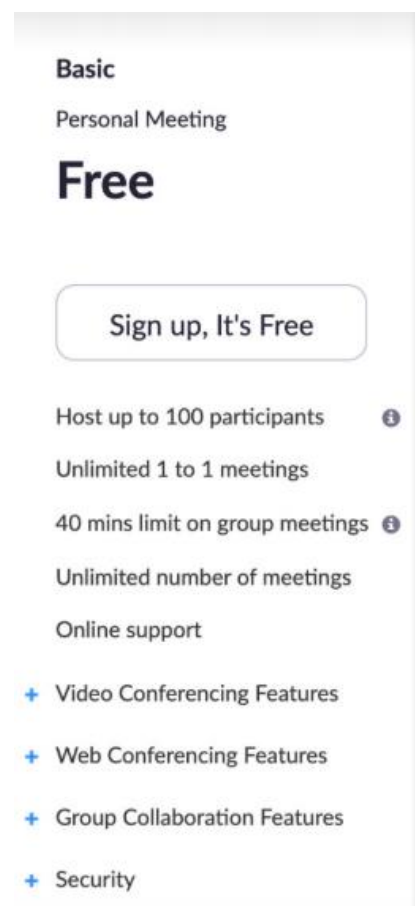 Basic
Personal Meeting
Free
Sign up, It's Free
Host up to 100 participants
Unlimited 1 to 1 meetings
40 mins limit on group meetings
Unlimited number of meetings
Online support
+ Video Conferencing Features
+ Web Conferencing Features
+ Group Collaboration Features
+ Security